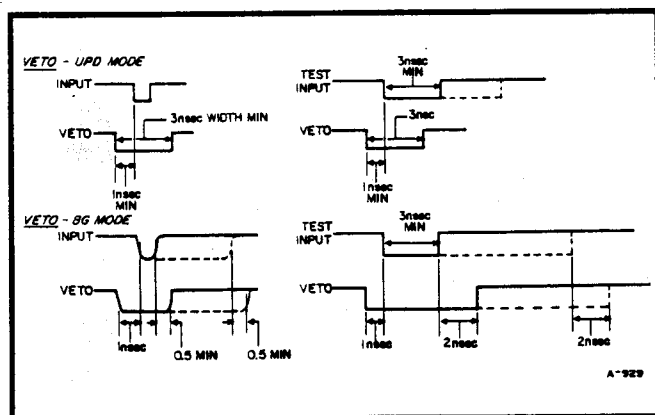 VETO - UPD MODE
INPUT
3nsec WIDTH MIN
VETO
1nsec
MIN
TEST
INPUT
3nsec
MIN
VETO
3nsc
1nsec
MIN
VETO - BG MODE
INPUT
VETO
1nsec
0.5 MIN
0.5 MIN
TEST
INPUT
3nsec
MIN
VETO
1nsec
2nsec
2nsec
A-929